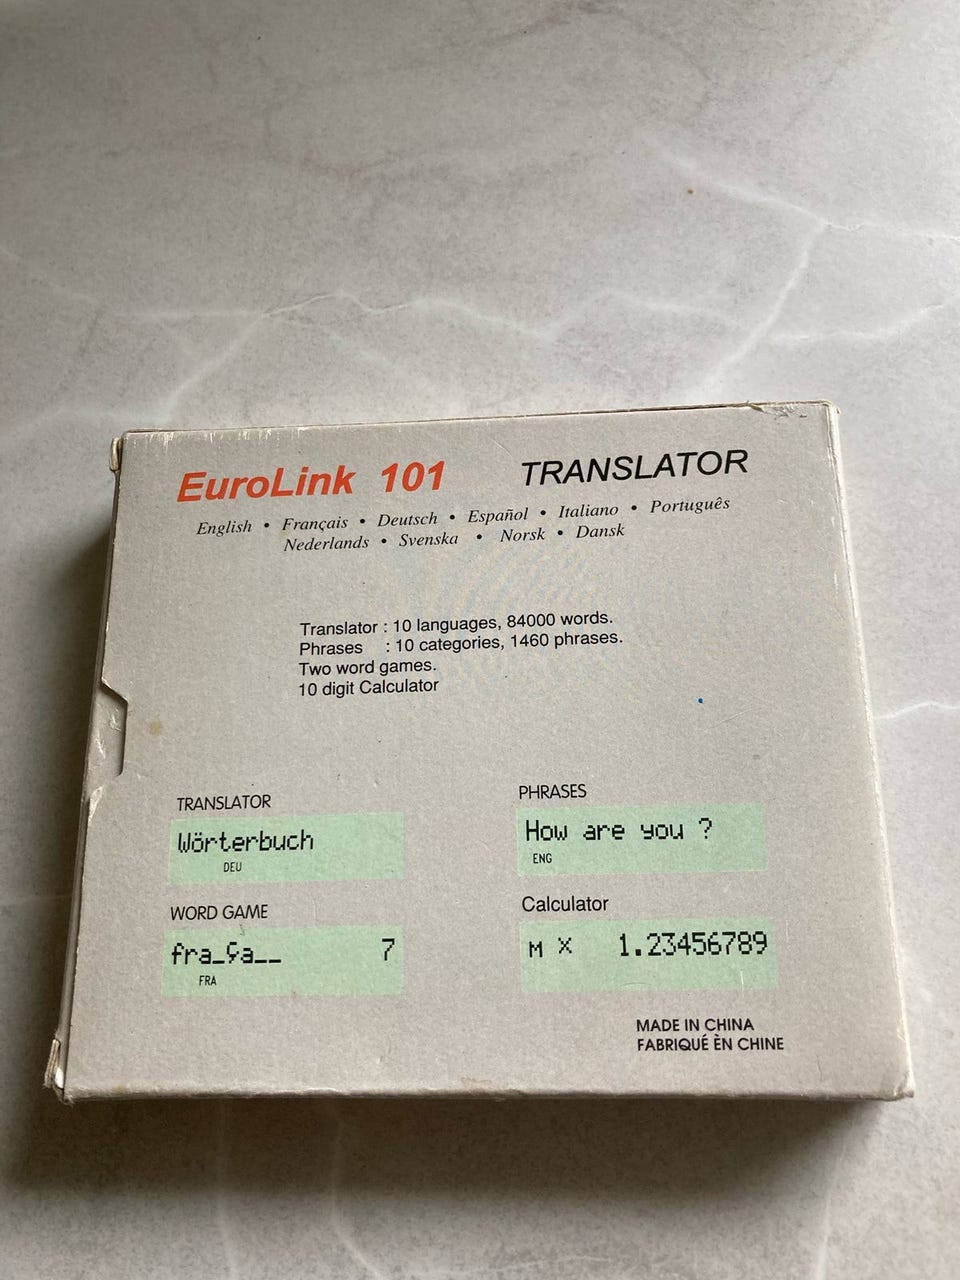 EuroLink 101 TRANSLATOR
English • Français • Deutsch • Español • Italiano • Português
Nederlands • Svenska • Norsk • Dansk
Translator : 10 languages, 84000 words.
Phrases : 10 categories, 1460 phrases.
Two word games.
10 digit Calculator
TRANSLATOR
Wörterbuch
DEU
PHRASES
How are you ?
ENG
WORD GAME
fra_ça__ 7
FRA
Calculator
M X 1.23456789
MADE IN CHINA
FABRIQUÉ ÈN CHINE